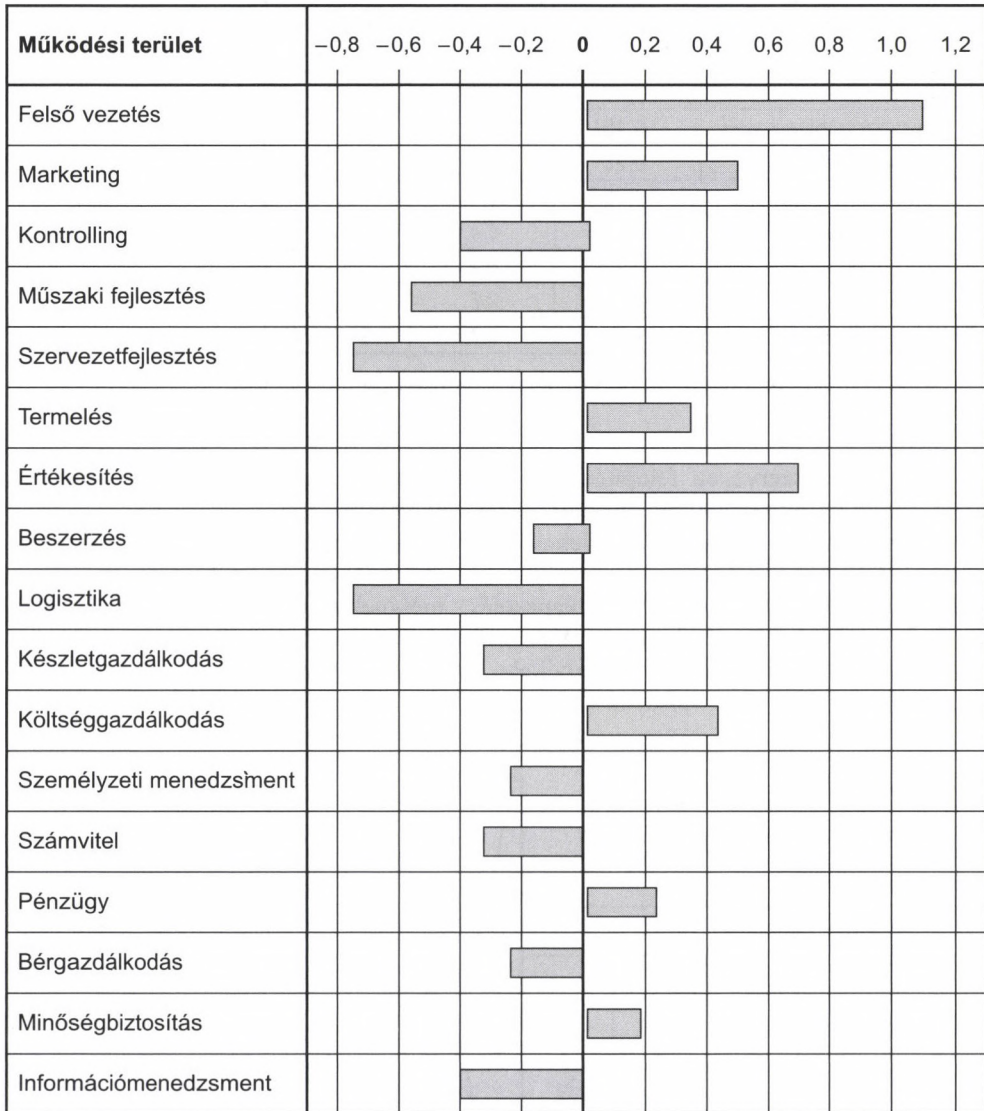 Működési terület −0,8 −0,6 −0,4 −0,2 0 0,2 0,4 0,6 0,8 1,0 1,2
Felső vezetés
Marketing
Kontrolling
Műszaki fejlesztés
Szervezetfejlesztés
Termelés
Értékesítés
Beszerzés
Logisztika
Készletgazdálkodás
Költséggazdálkodás
Személyzeti menedzsment
Számvitel
Pénzügy
Bérgazdálkodás
Minőségbiztosítás
Információmenedzsment